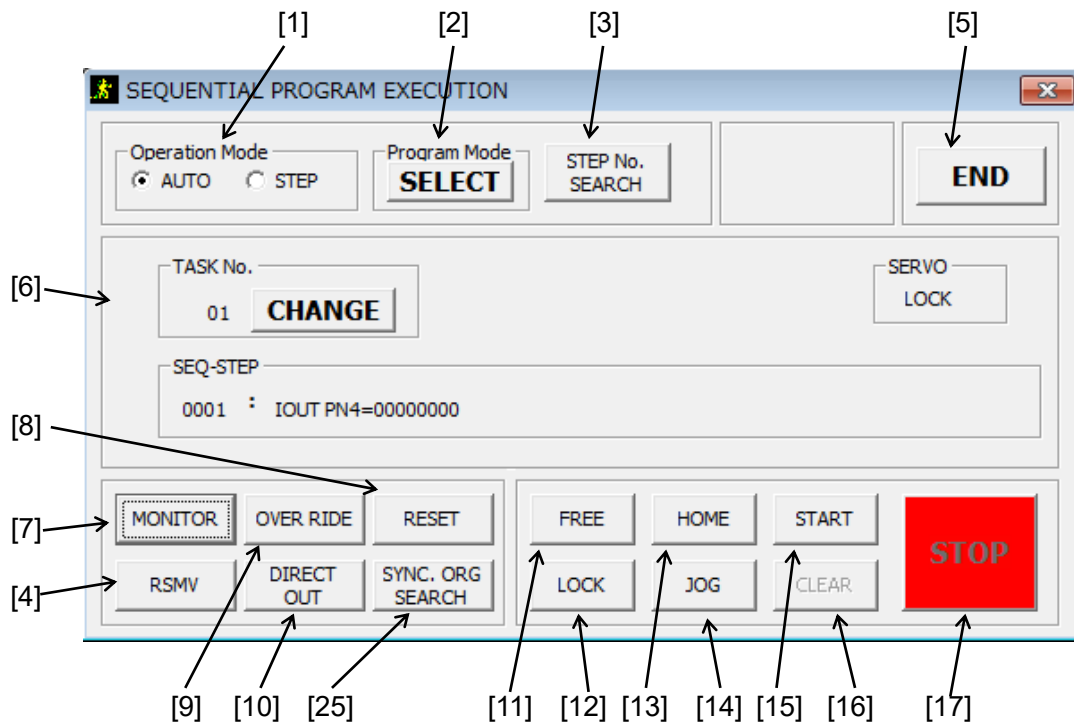 [1] [2] [3] [5]
SEQUENTIAL PROGRAM EXECUTION
Operation Mode
AUTO STEP
Program Mode
SELECT
STEP No.
SEARCH
END
[6]
TASK No.
01 CHANGE
SERVO
LOCK
SEQ-STEP
0001 : IOUT PN4=00000000
[8]
[7]
MONITOR OVER RIDE RESET FREE HOME START
STOP
[4]
RSMV
DIRECT
OUT
SYNC. ORG
SEARCH
LOCK JOG CLEAR
[9] [10] [25] [11] [12] [13] [14] [15] [16] [17]